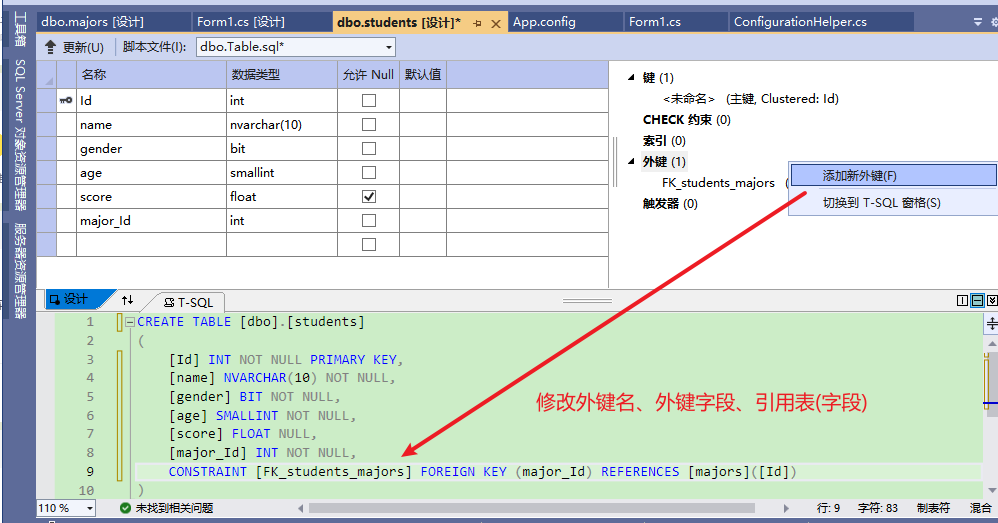 dbo.majors [设计]
Form1.cs [设计]
dbo.students [设计]*
App.config
Form1.cs
ConfigurationHelper.cs
工具箱
SQL Server 对象资源管理器
服务器资源管理器
更新(U)
脚本文件(I):
dbo.Table.sql*
名称
数据类型
允许 Null
默认值
Id
int
name
nvarchar(10)
gender
bit
age
smallint
score
float
major_Id
int
键 (1)
<未命名> (主键, Clustered: Id)
CHECK 约束 (0)
索引 (0)
外键 (1)
FK_students_majors (
触发器 (0)
添加新外键(F)
切换到 T-SQL 窗格(S)
设计
T-SQL
1 CREATE TABLE [dbo].[students]
2 (
3 [Id] INT NOT NULL PRIMARY KEY,
4 [name] NVARCHAR(10) NOT NULL,
5 [gender] BIT NOT NULL,
6 [age] SMALLINT NOT NULL,
7 [score] FLOAT NULL,
8 [major_Id] INT NOT NULL,
9 CONSTRAINT [FK_students_majors] FOREIGN KEY (major_Id) REFERENCES [majors]([Id])
10 )
修改外键名、外键字段、引用表(字段)
110 %
未找到相关问题
行: 9
字符: 83
制表符
混合